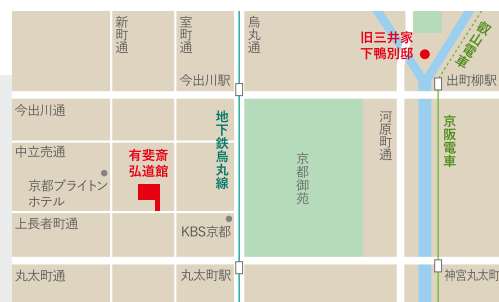 新町通
室町通
烏丸通
旧三井家
下鴨別邸
叡山電車
今出川駅
出町柳駅
今出川通
地下鉄烏丸線
河原町通
京阪電車
中立売通
有斐斎
弘道館
京都御苑
京都ブライトン
ホテル
上長者町通
KBS京都
丸太町通
丸太町駅
神宮丸太町